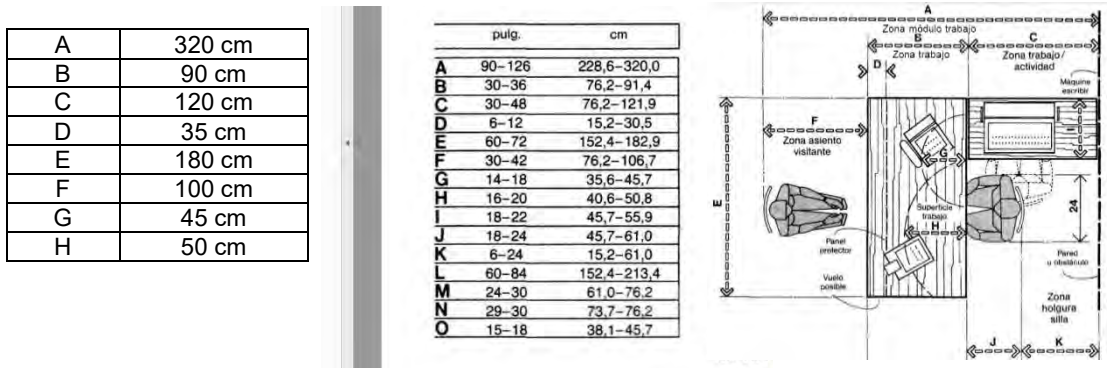 A 320 cm
B 90 cm
C 120 cm
D 35 cm
E 180 cm
F 100 cm
G 45 cm
H 50 cm
pulg. cm
A 90–126 228,6–320,0
B 30–36 76,2–91,4
C 30–48 76,2–121,9
D 6–12 15,2–30,5
E 60–72 152,4–182,9
F 30–42 76,2–106,7
G 14–18 35,6–45,7
H 16–20 40,6–50,8
I 18–22 45,7–55,9
J 18–24 45,7–61,0
K 6–24 15,2–61,0
L 60–84 152,4–213,4
M 24–30 61,0–76,2
N 29–30 73,7–76,2
O 15–18 38,1–45,7
A
Zona módulo trabajo
B
Zona trabajo
C
Zona trabajo/
actividad
D
Máquina
escribir
F
Zona asiento
visitante
G
E
Superficie
trabajo
H
24
Panel
protector
Vuelo
posible
Pared
u obstáculo
Zona
holgura
silla
J
K